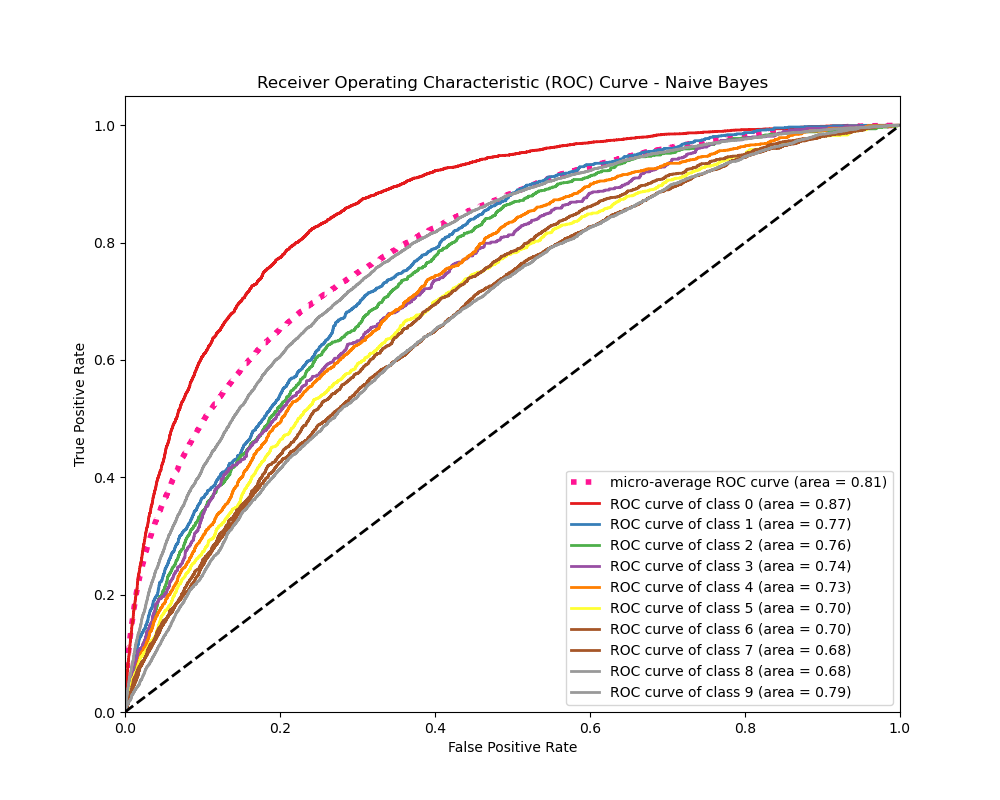 Receiver Operating Characteristic (ROC) Curve - Naive Bayes
True Positive Rate
1.0
0.8
0.6
0.4
0.2
0.0
micro-average ROC curve (area = 0.81)
ROC curve of class 0 (area = 0.87)
ROC curve of class 1 (area = 0.77)
ROC curve of class 2 (area = 0.76)
ROC curve of class 3 (area = 0.74)
ROC curve of class 4 (area = 0.73)
ROC curve of class 5 (area = 0.70)
ROC curve of class 6 (area = 0.70)
ROC curve of class 7 (area = 0.68)
ROC curve of class 8 (area = 0.68)
ROC curve of class 9 (area = 0.79)
0.0 0.2 0.4 0.6 0.8 1.0
False Positive Rate